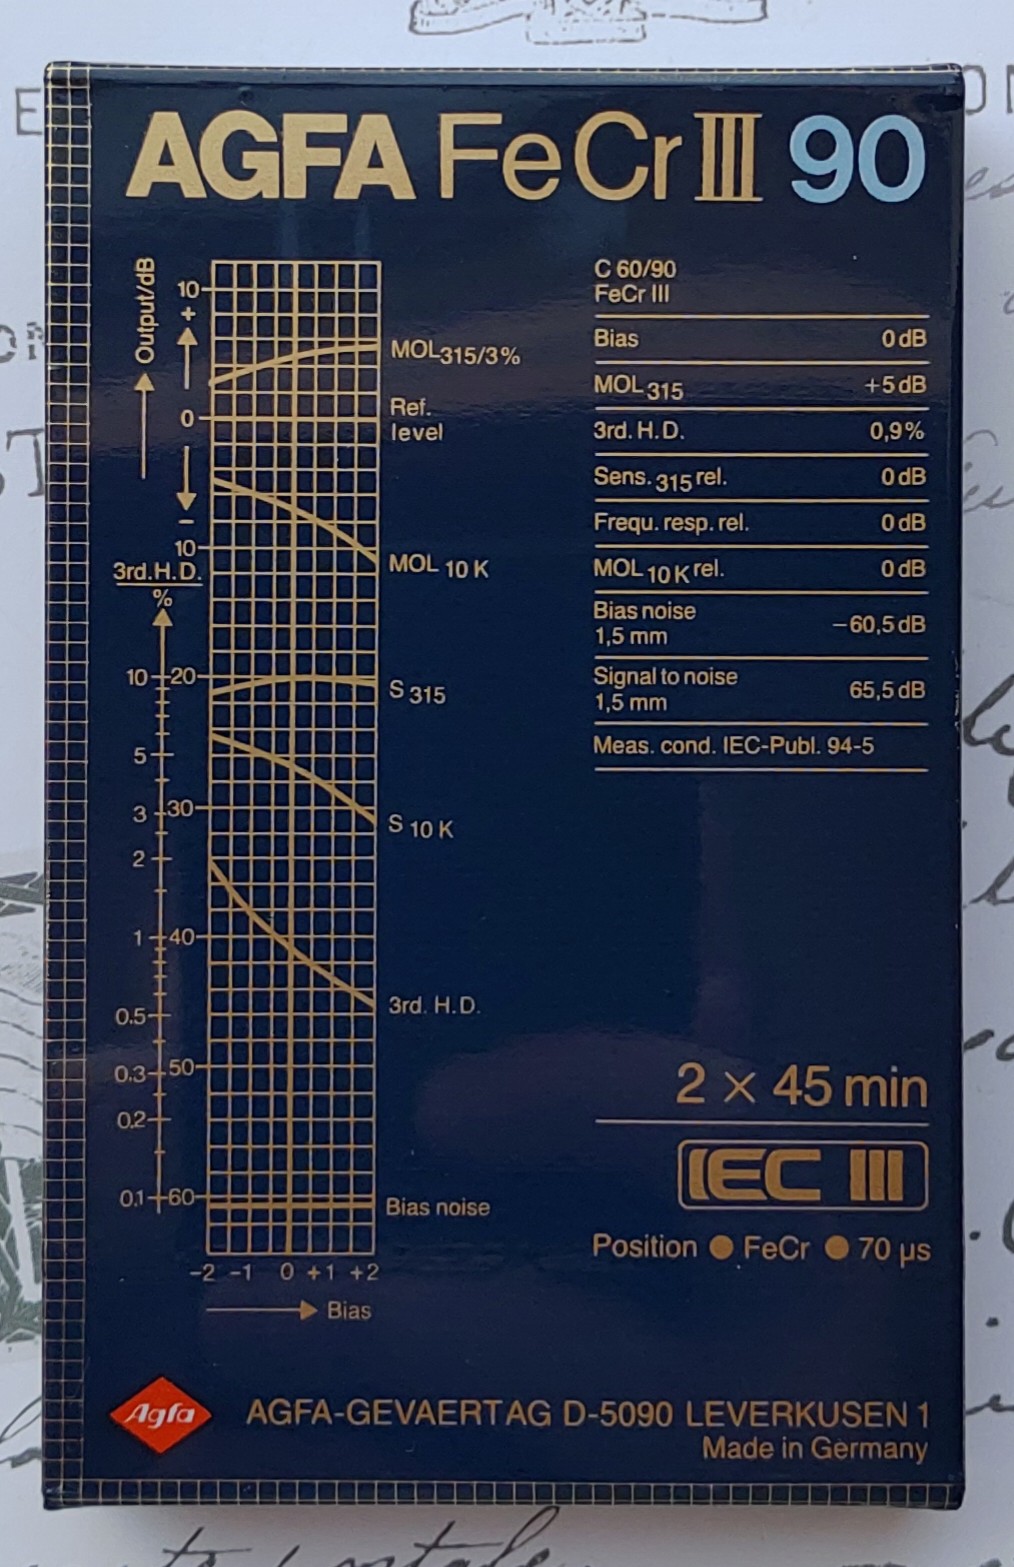 AGFA FeCr III 90
Output/dB
10
+
0
–
10
3rd.H.D.
%
10 20
5
3 30
2
1 40
0.5
0.3 50
0.2
0.1 60
-2 -1 0 +1 +2
Bias
MOL315/3%
Ref.
level
MOL 10 K
S 315
S 10 K
3rd. H.D.
Bias noise
C 60/90
FeCr III
Bias 0 dB
MOL315 +5 dB
3rd. H.D. 0,9%
Sens. 315 rel. 0 dB
Frequ. resp. rel. 0 dB
MOL10 K rel. 0 dB
Bias noise
1,5 mm −60,5 dB
Signal to noise
1,5 mm 65,5 dB
Meas. cond. IEC-Publ. 94-5
2 × 45 min
IEC III
Position ● FeCr ● 70 µs
Agfa
AGFA-GEVAERT AG D-5090 LEVERKUSEN 1
Made in Germany